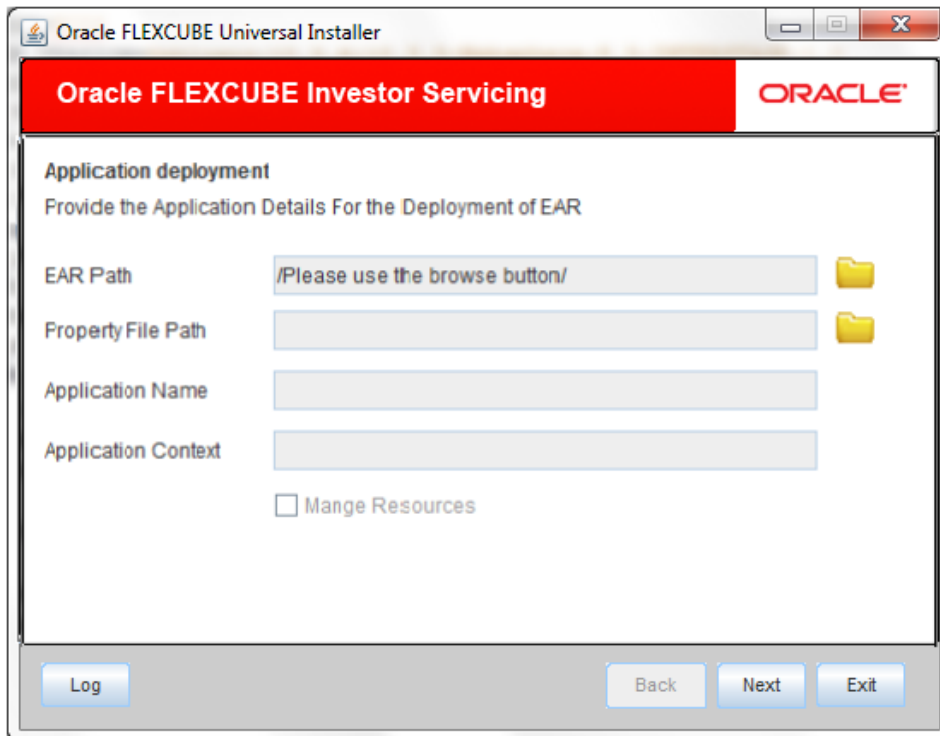 Oracle FLEXCUBE Universal Installer
Oracle FLEXCUBE Investor Servicing
ORACLE®
Application deployment
Provide the Application Details For the Deployment of EAR
EAR Path
/Please use the browse button/
Property File Path
Application Name
Application Context
Mange Resources
Log
Back
Next
Exit